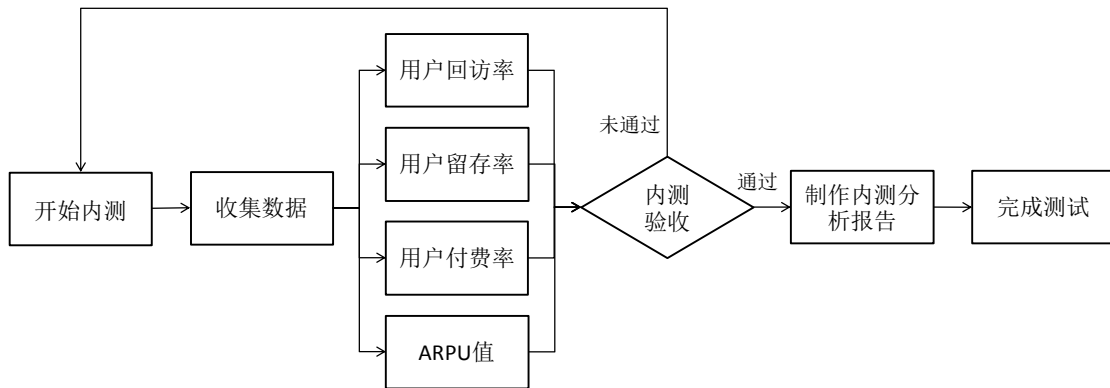 用户回访率
未通过
用户留存率
开始内测
收集数据
内测
验收
通过
制作内测分
析报告
完成测试
用户付费率
ARPU值